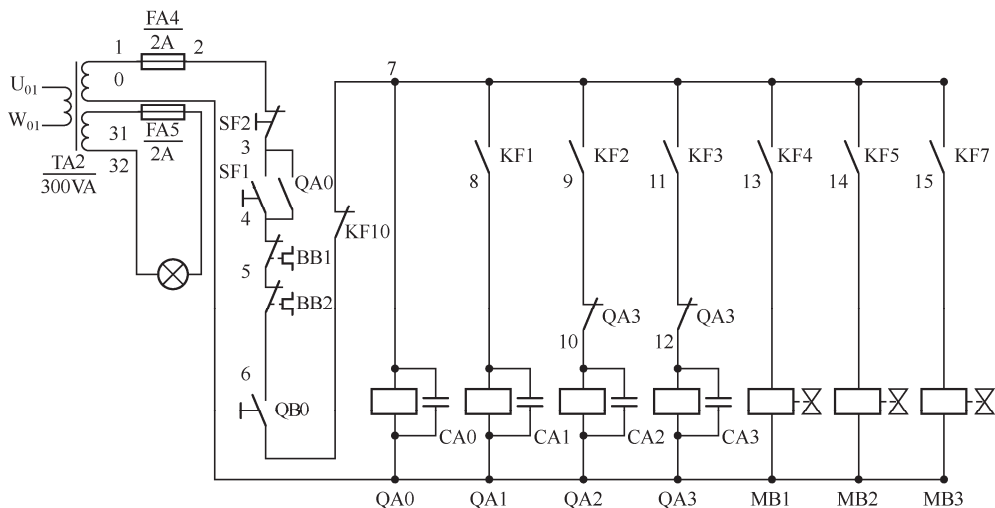 FA4
2A
1
2
0
U01
W01
31
FA5
2A
32
TA2
300VA
SF2
3
SF1
QA0
4
BB1
5
BB2
6
QB0
KF10
7
KF1
KF2
KF3
KF4
KF5
KF7
8
9
11
13
14
15
QA3
QA3
10
12
CA0
CA1
CA2
CA3
QA0
QA1
QA2
QA3
MB1
MB2
MB3